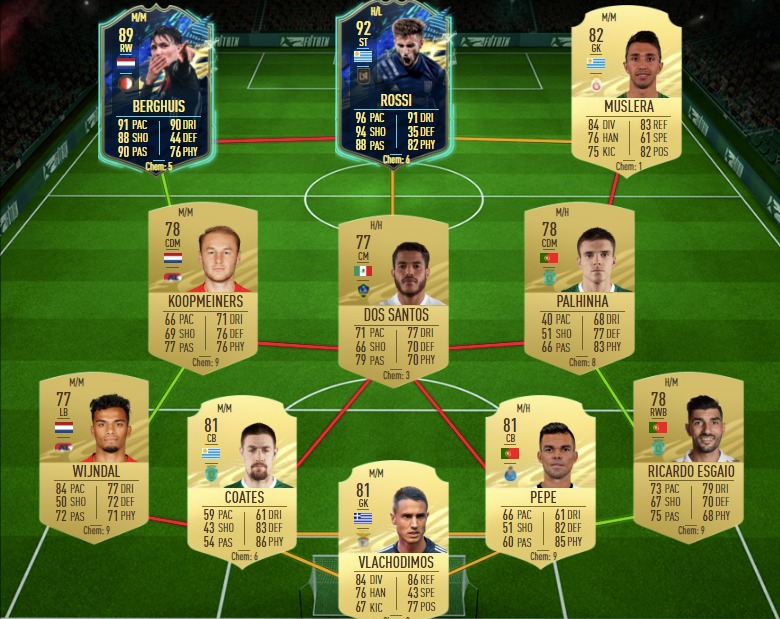 M/M
89
RW
BERGHUIS
91 PAC 90 DRI
88 SHO 44 DEF
90 PAS 76 PHY
Chem: 5
H/L
92
ST
ROSSI
96 PAC 91 DRI
94 SHO 35 DEF
88 PAS 82 PHY
Chem: 6
M/M
82
GK
MUSLERA
84 DIV 83 REF
76 HAN 61 SPE
75 KIC 82 POS
Chem: 1
M/M
78
CDM
KOOPMEINERS
66 PAC 71 DRI
69 SHO 76 DEF
77 PAS 76 PHY
Chem: 9
H/H
77
CM
DOS SANTOS
71 PAC 77 DRI
66 SHO 70 DEF
79 PAS 70 PHY
Chem: 3
M/H
78
CDM
PALHINHA
40 PAC 68 DRI
51 SHO 77 DEF
66 PAS 83 PHY
Chem: 8
M/M
77
LB
WIJNDAL
84 PAC 77 DRI
50 SHO 72 DEF
72 PAS 71 PHY
Chem: 9
M/M
81
CB
COATES
59 PAC 61 DRI
43 SHO 83 DEF
54 PAS 86 PHY
Chem: 6
M/M
81
GK
VLACHODIMOS
84 DIV 86 REF
76 HAN 43 SPE
67 KIC 77 POS
M/H
81
CB
PEPE
66 PAC 61 DRI
51 SHO 82 DEF
60 PAS 85 PHY
Chem: 9
H/M
78
RWB
RICARDO ESGAIO
73 PAC 79 DRI
67 SHO 70 DEF
75 PAS 68 PHY
Chem: 9